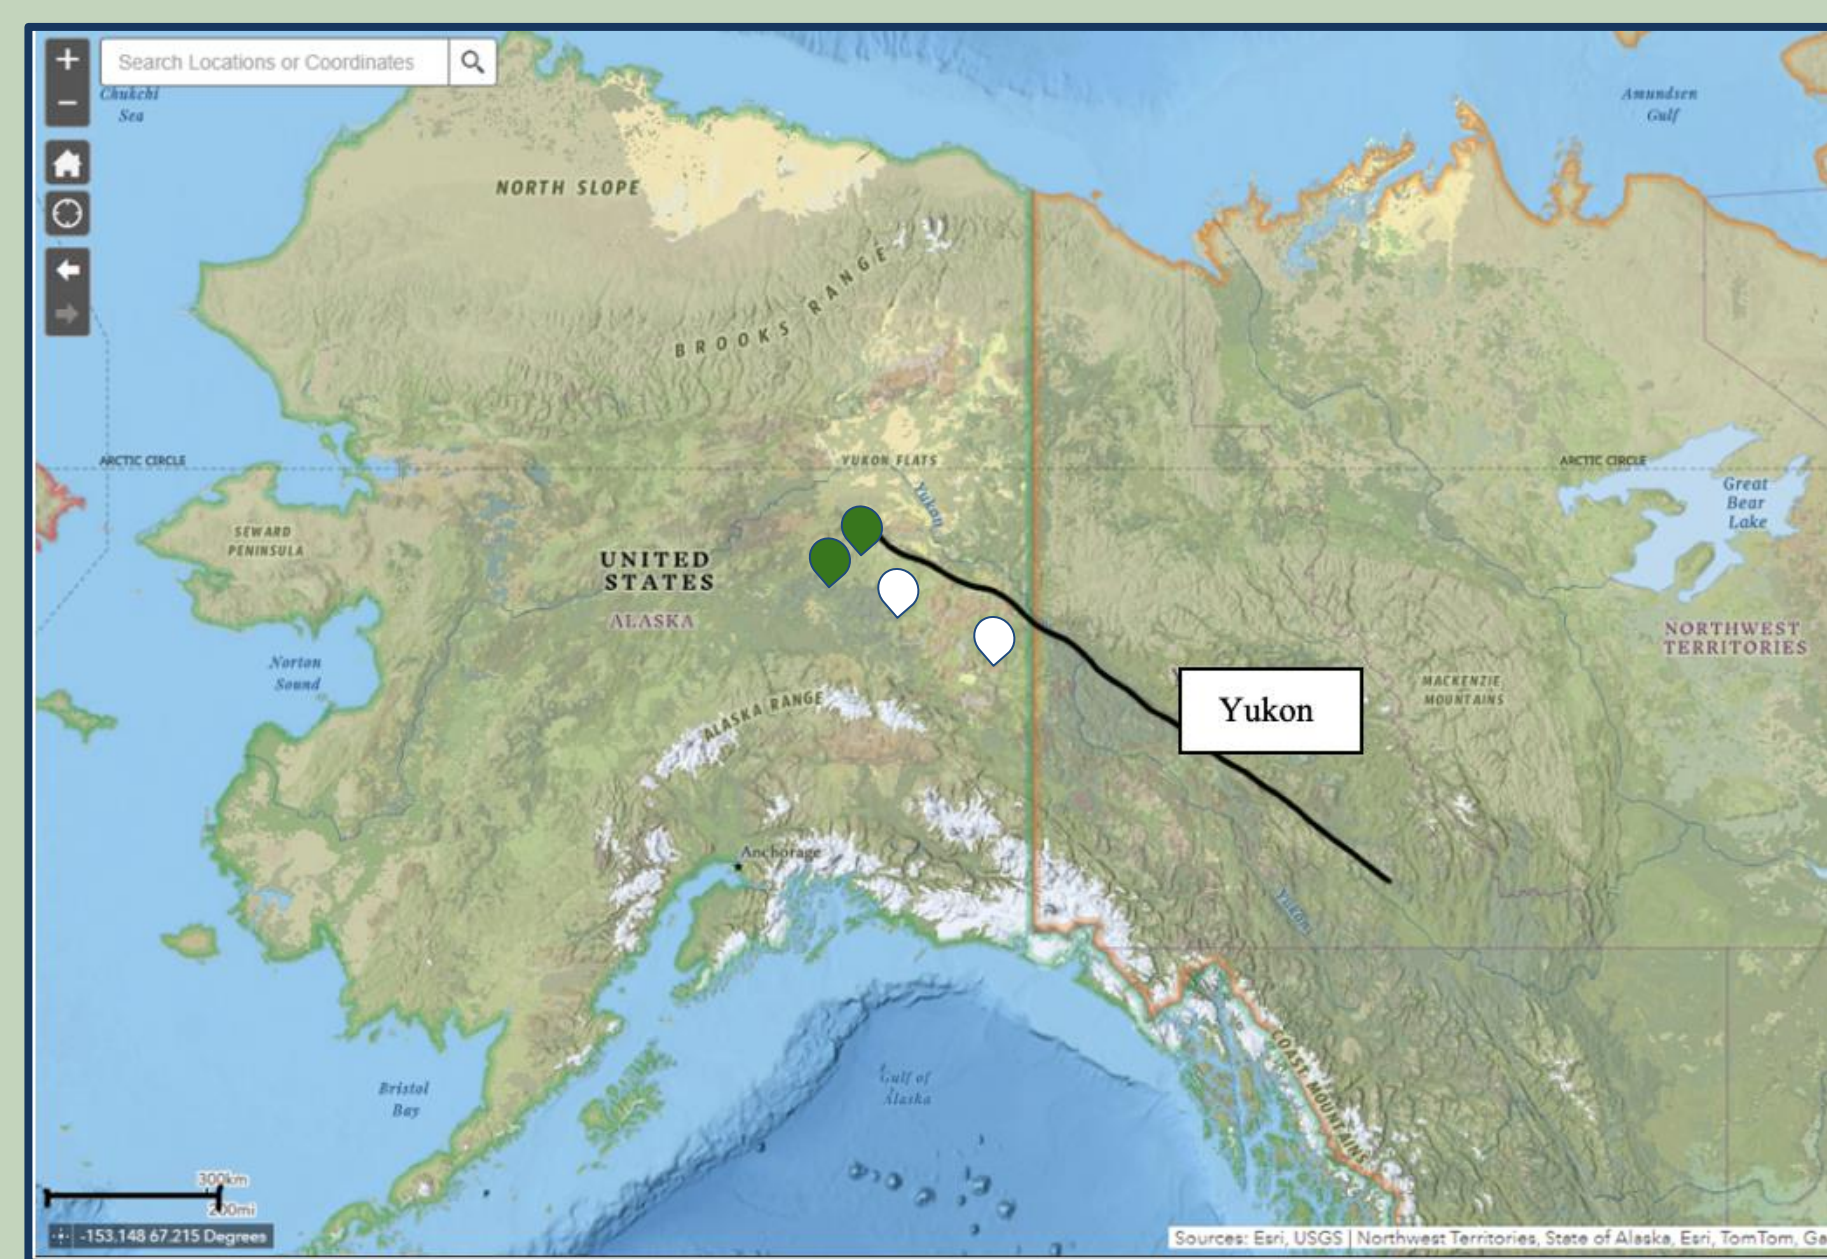 Search Locations or Coordinates
Chukchi
Sea
Amundsen
Gulf
NORTH SLOPE
BROOKS RANGE
ARCTIC CIRCLE
YUKON FLATS
ARCTIC CIRCLE
Great
Bear
Lake
Yukon
SEWARD
PENINSULA
UNITED
STATES
ALASKA
NORTHWEST
TERRITORIES
Norton
Sound
MACKENZIE
MOUNTAINS
ALASKA RANGE
Yukon
Anchorage
Yukon
Bristol
Bay
Gulf of
Alaska
COAST MOUNTAINS
300km
200mi
-153.148 67.215 Degrees
Sources: Esri, USGS | Northwest Territories, State of Alaska, Esri, TomTom, Ga